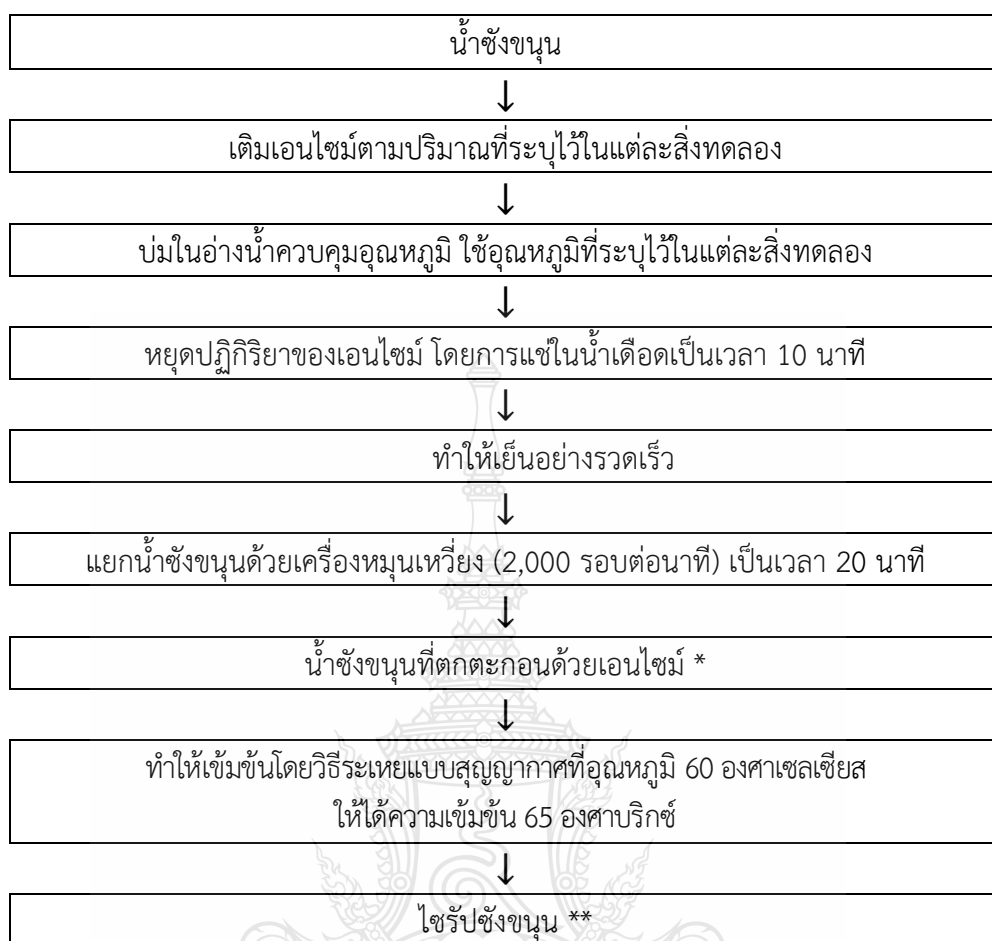 น้ำซังขนุน
↓
เติมเอนไซม์ตามปริมาณที่ระบุไว้ในแต่ละสิ่งทดลอง
↓
บ่มในอ่างน้ำควบคุมอุณหภูมิ ใช้อุณหภูมิที่ระบุไว้ในแต่ละสิ่งทดลอง
↓
หยุดปฏิกิริยาของเอนไซม์ โดยการแช่ในน้ำเดือดเป็นเวลา 10 นาที
↓
ทำให้เย็นอย่างรวดเร็ว
↓
แยกน้ำซังขนุนด้วยเครื่องหมุนเหวี่ยง (2,000 รอบต่อนาที) เป็นเวลา 20 นาที
↓
น้ำซังขนุนที่ตกตะกอนด้วยเอนไซม์ *
↓
ทำให้เข้มข้นโดยวิธีระเหยแบบสุญญากาศที่อุณหภูมิ 60 องศาเซลเซียส
ให้ได้ความเข้มข้น 65 องศาบริกซ์
↓
ไซรัปซังขนุน **